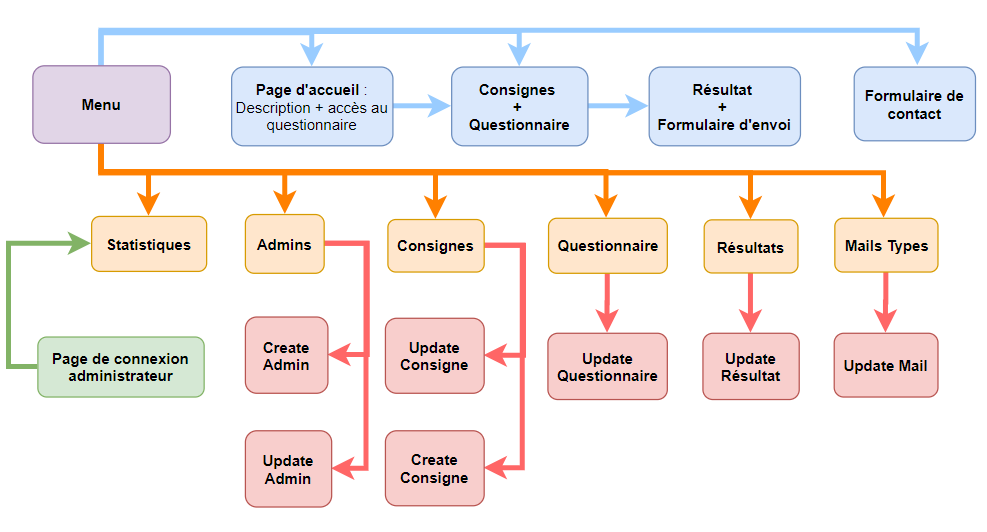 Menu
Page d'accueil :
Description + accès au
questionnaire
Consignes
+
Questionnaire
Résultat
+
Formulaire d'envoi
Formulaire de
contact
Statistiques
Admins
Consignes
Questionnaire
Résultats
Mails Types
Page de connexion
administrateur
Create
Admin
Update
Consigne
Update
Questionnaire
Update
Résultat
Update Mail
Update
Admin
Create
Consigne